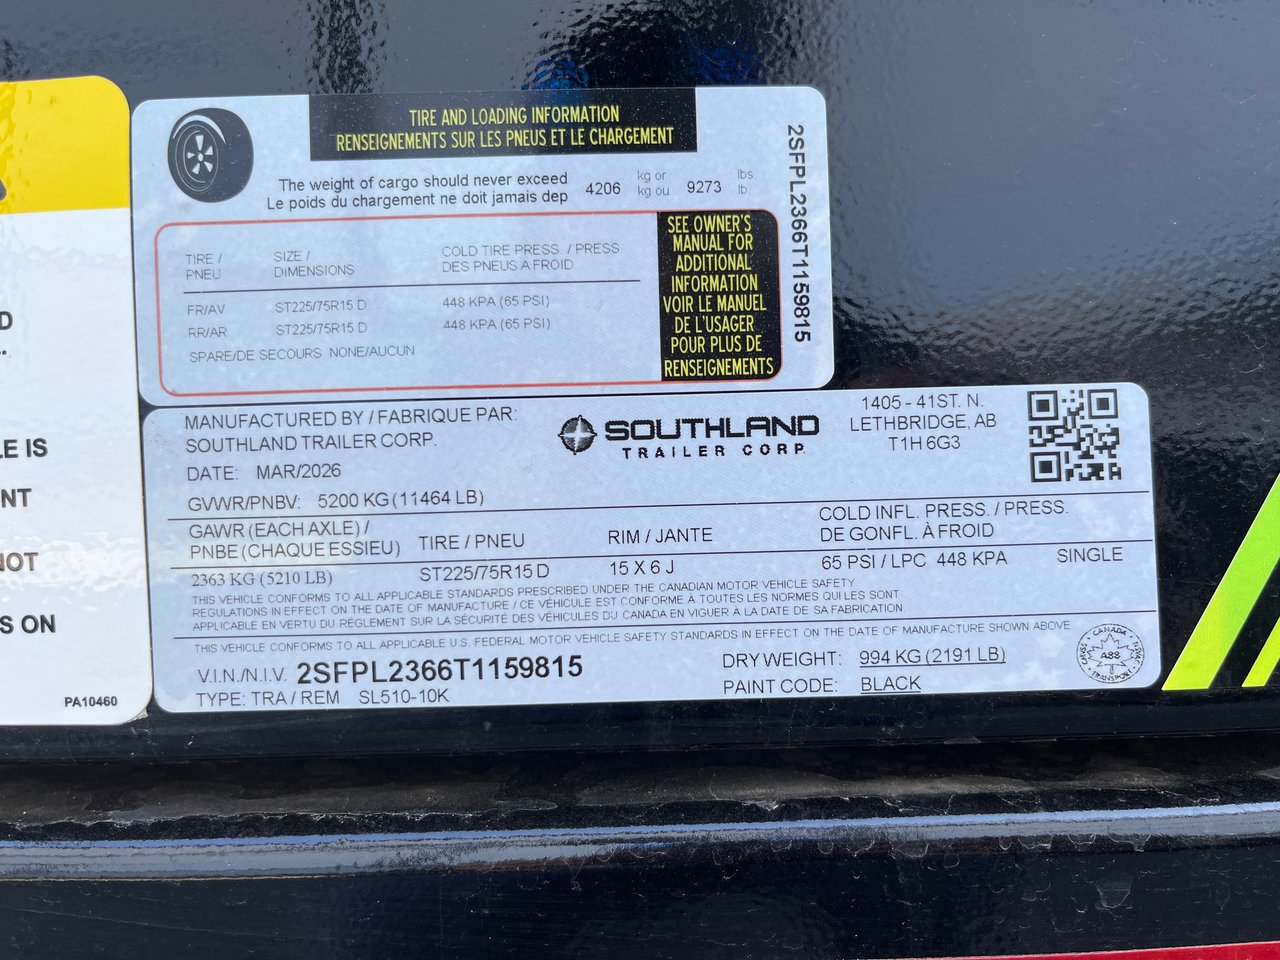 D
..
LE IS
NT
NOT
S ON
PA10460
TIRE AND LOADING INFORMATION
RENSEIGNEMENTS SUR LES PNEUS ET LE CHARGEMENT
The weight of cargo should never exceed 4206 kg or 9273 lbs.
Le poids du chargement ne doit jamais dep kg ou lb.
TIRE / SIZE / COLD TIRE PRESS. / PRESS
PNEU DIMENSIONS DES PNEUS A FROID
FR/AV ST225/75R15 D 448 KPA (65 PSI)
RR/AR ST225/75R15 D 448 KPA (65 PSI)
SPARE/DE SECOURS NONE/AUCUN
SEE OWNER'S
MANUAL FOR
ADDITIONAL
INFORMATION
VOIR LE MANUEL
DE L'USAGER
POUR PLUS DE
RENSEIGNEMENTS
2SFPL2366T1159815
MANUFACTURED BY / FABRIQUE PAR:
SOUTHLAND TRAILER CORP.
DATE: MAR/2026
SOUTHLAND
TRAILER CORP.
1405 - 41ST. N.
LETHBRIDGE, AB
T1H 6G3
GVWR/PNBV: 5200 KG (11464 LB)
GAWR (EACH AXLE) / COLD INFL. PRESS. / PRESS.
PNBE (CHAQUE ESSIEU) TIRE / PNEU RIM / JANTE DE GONFL. À FROID
2363 KG (5210 LB) ST225/75R15 D 15 X 6 J 65 PSI / LPC 448 KPA SINGLE
THIS VEHICLE CONFORMS TO ALL APPLICABLE STANDARDS PRESCRIBED UNDER THE CANADIAN MOTOR VEHICLE SAFETY
REGULATIONS IN EFFECT ON THE DATE OF MANUFACTURE / CE VÉHICULE EST CONFORME À TOUTES LES NORMES QUI LES SONT
APPLICABLE EN VERTU DU RÈGLEMENT SUR LA SÉCURITÉ DES VÉHICULES DU CANADA EN VIGUER À LA DATE DE SA FABRICATION.
THIS VEHICLE CONFORMS TO ALL APPLICABLE U.S. FEDERAL MOTOR VEHICLE SAFETY STANDARDS IN EFFECT ON THE DATE OF MANUFACTURE SHOWN ABOVE
V.I.N./N.I.V. 2SFPL2366T1159815 DRY WEIGHT: 994 KG (2191 LB)
TYPE: TRA / REM SL510-10K PAINT CODE: BLACK
CANADA
A88
TRANSPORT